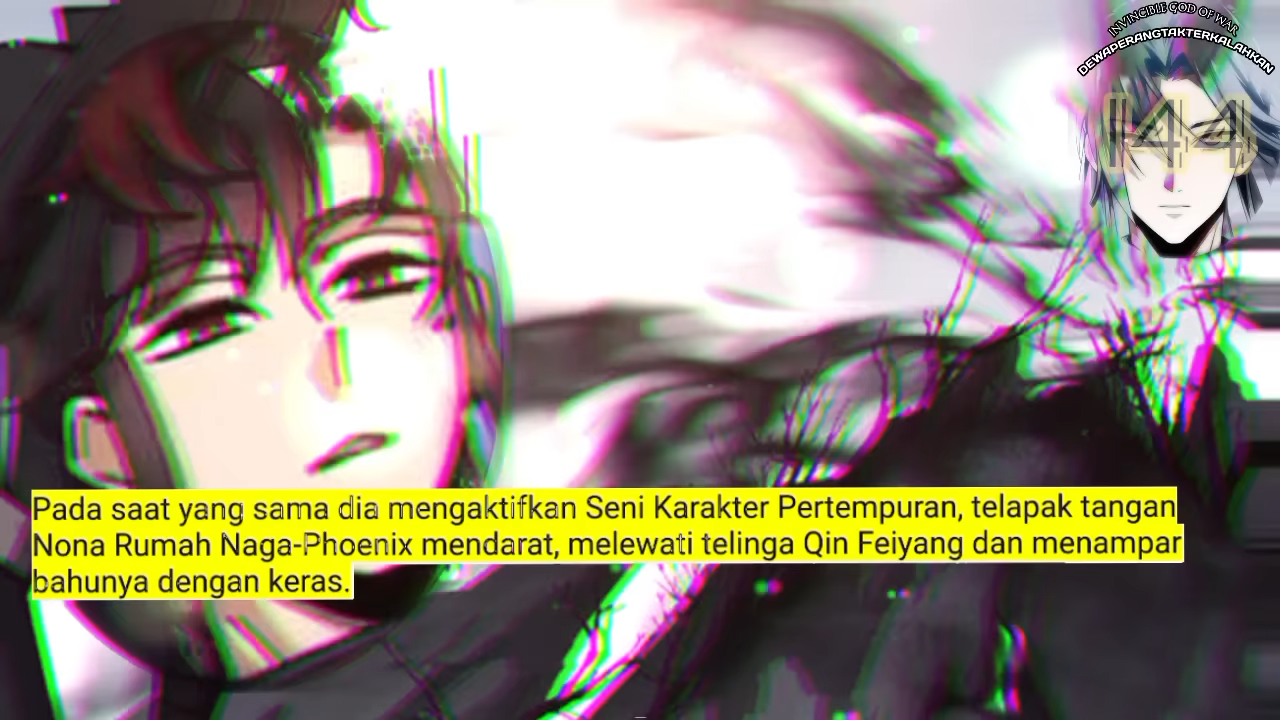 INVINCIBLE GOD OF WAR
DEWAPERANGTAKTERKALAHKAN
144
Pada saat yang sama dia mengaktifkan Seni Karakter Pertempuran, telapak tangan
Nona Rumah Naga-Phoenix mendarat, melewati telinga Qin Feiyang dan menampar
bahunya dengan keras.